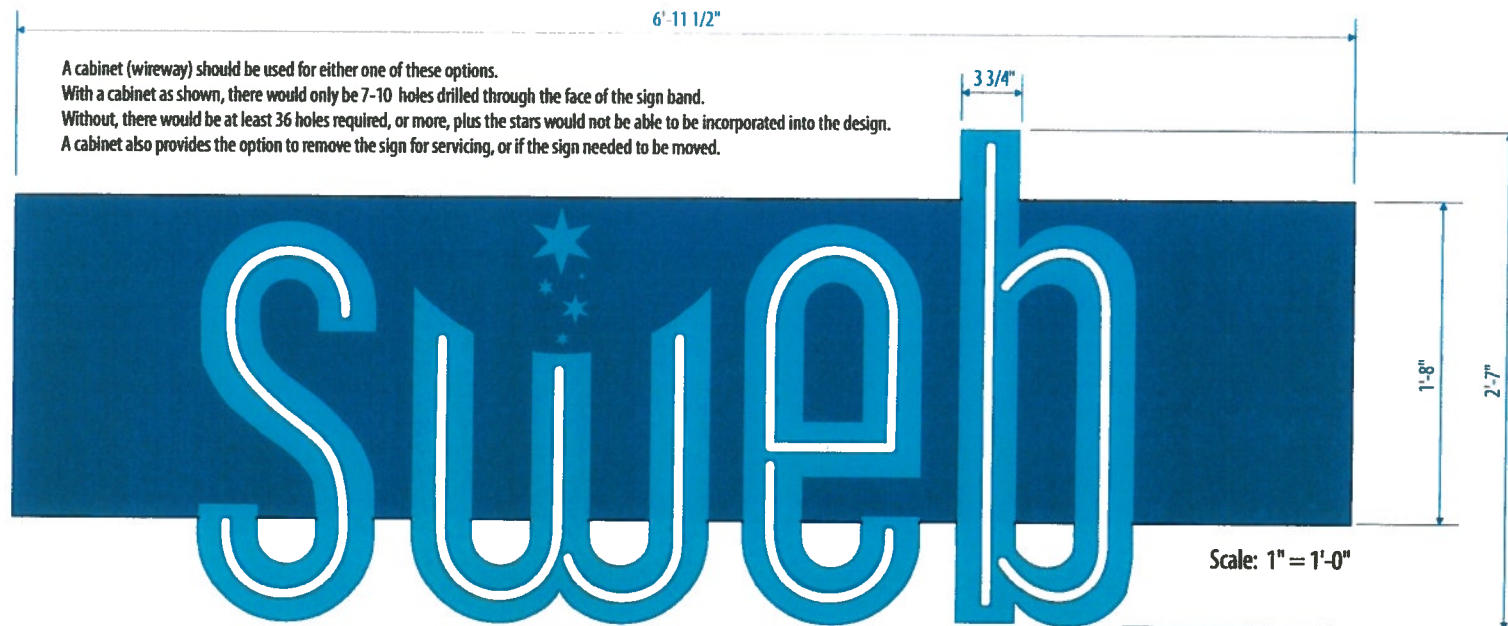 6'-11 1/2"
A cabinet (wireway) should be used for either one of these options.
With a cabinet as shown, there would only be 7-10 holes drilled through the face of the sign band.
Without, there would be at least 36 holes required, or more, plus the stars would not be able to be incorporated into the design.
A cabinet also provides the option to remove the sign for servicing, or if the sign needed to be moved.
3 3/4"
sweb
1'-8"
2'-7"
Scale: 1" = 1'-0"